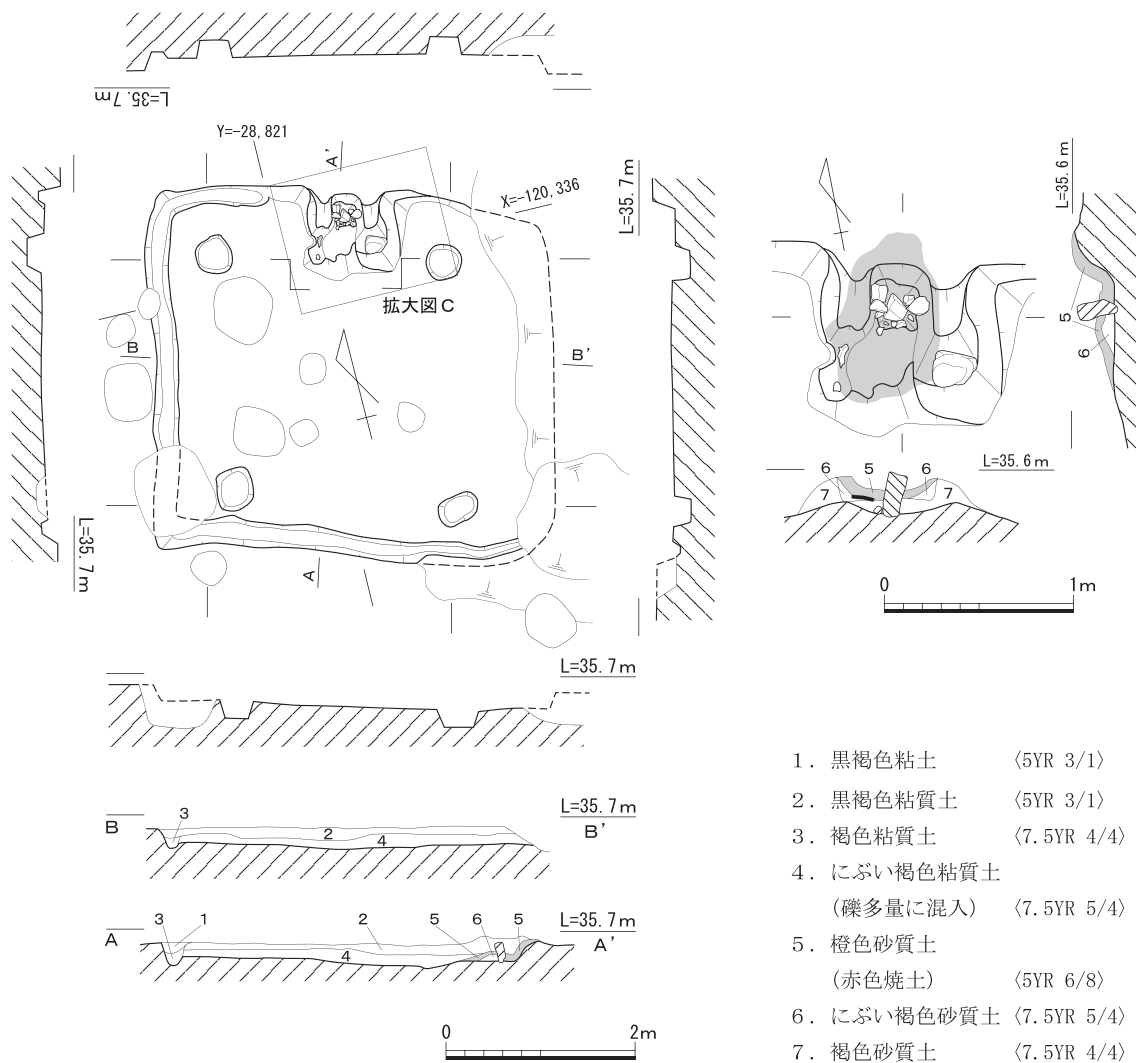 L=35.7m
Y=-28,821
A'
X=-120,336
L=35.7m
拡大図C
B
B'
L=35.7m
A
L=35.6m
5
6
6 5 6
L=35.6m
7 7
0 1m
L=35.7m
B 3 2 4 L=35.7m
B'
A 3 1 2 4 5 6 5 L=35.7m
A'
0 2m
1．黒褐色粘土 〈5YR 3/1〉
2．黒褐色粘質土 〈5YR 3/1〉
3．褐色粘質土 〈7.5YR 4/4〉
4．にぶい褐色粘質土
(礫多量に混入) 〈7.5YR 5/4〉
5．橙色砂質土
(赤色焼土) 〈5YR 6/8〉
6．にぶい褐色砂質土 〈7.5YR 5/4〉
7．褐色砂質土 〈7.5YR 4/4〉